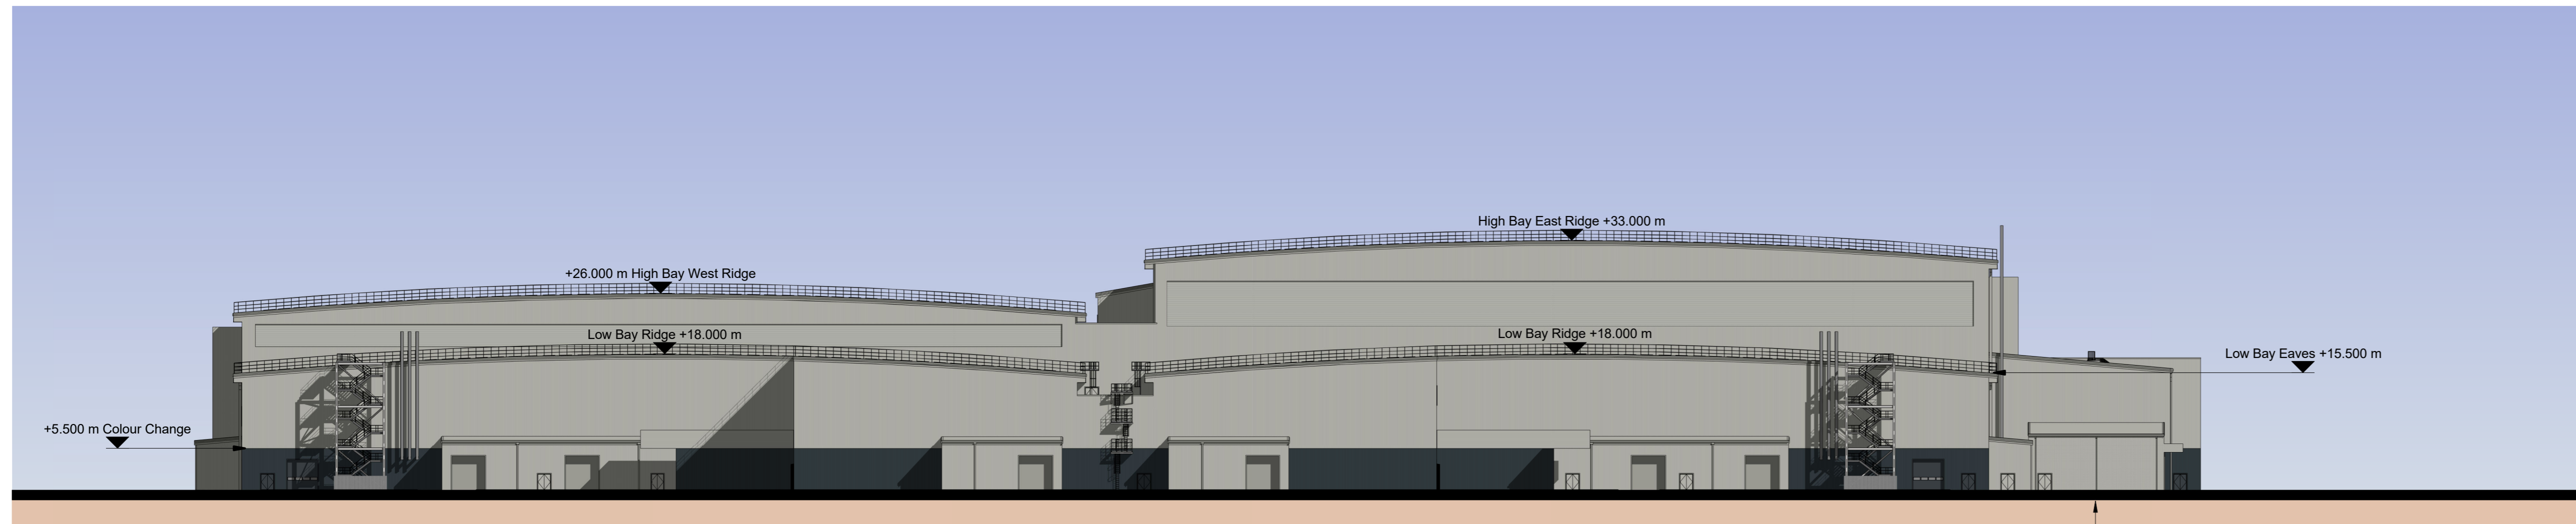 High Bay East Ridge +33.000 m
+26.000 m High Bay West Ridge
Low Bay Ridge +18.000 m
Low Bay Ridge +18.000 m
Low Bay Eaves +15.500 m
+5.500 m Colour Change